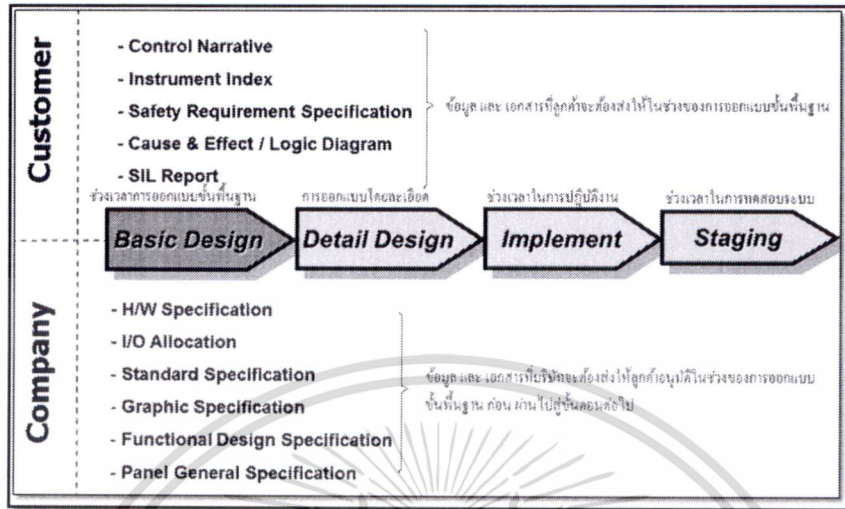 Customer
- Control Narrative
- Instrument Index
- Safety Requirement Specification
- Cause & Effect / Logic Diagram
- SIL Report
ข้อมูล และ เอกสารที่ลูกค้าจะต้องส่งให้ในช่วงของการออกแบบขั้นพื้นฐาน
ช่วงเวลาการออกแบบขั้นพื้นฐาน
การออกแบบโดยละเอียด
ช่วงเวลาในการปฏิบัติงาน
ช่วงเวลาในการทดสอบระบบ
Basic Design
Detail Design
Implement
Staging
Company
- H/W Specification
- I/O Allocation
- Standard Specification
- Graphic Specification
- Functional Design Specification
- Panel General Specification
ข้อมูล และ เอกสารที่บริษัทจะต้องส่งให้ลูกค้าอนุมัติในช่วงของการออกแบบ
ขั้นพื้นฐาน ก่อน ผ่านไปสู่ขั้นตอนต่อไป